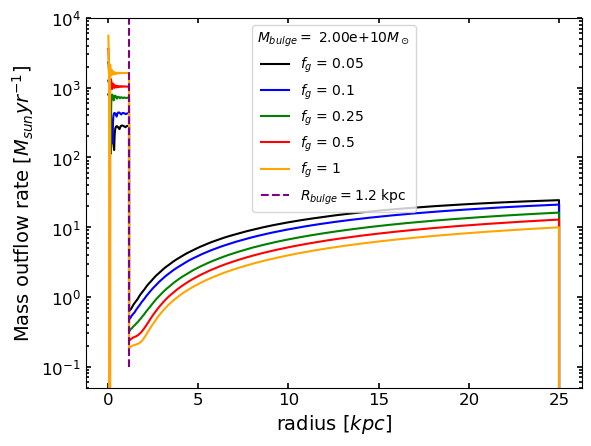 Mass outflow rate [M_sun yr^−1]
10^4
10^3
10^2
10^1
10^0
10^−1
M_bulge = 2.00e+10M_⊙
f_g = 0.05
f_g = 0.1
f_g = 0.25
f_g = 0.5
f_g = 1
R_bulge = 1.2 kpc
0 5 10 15 20 25
radius [kpc]